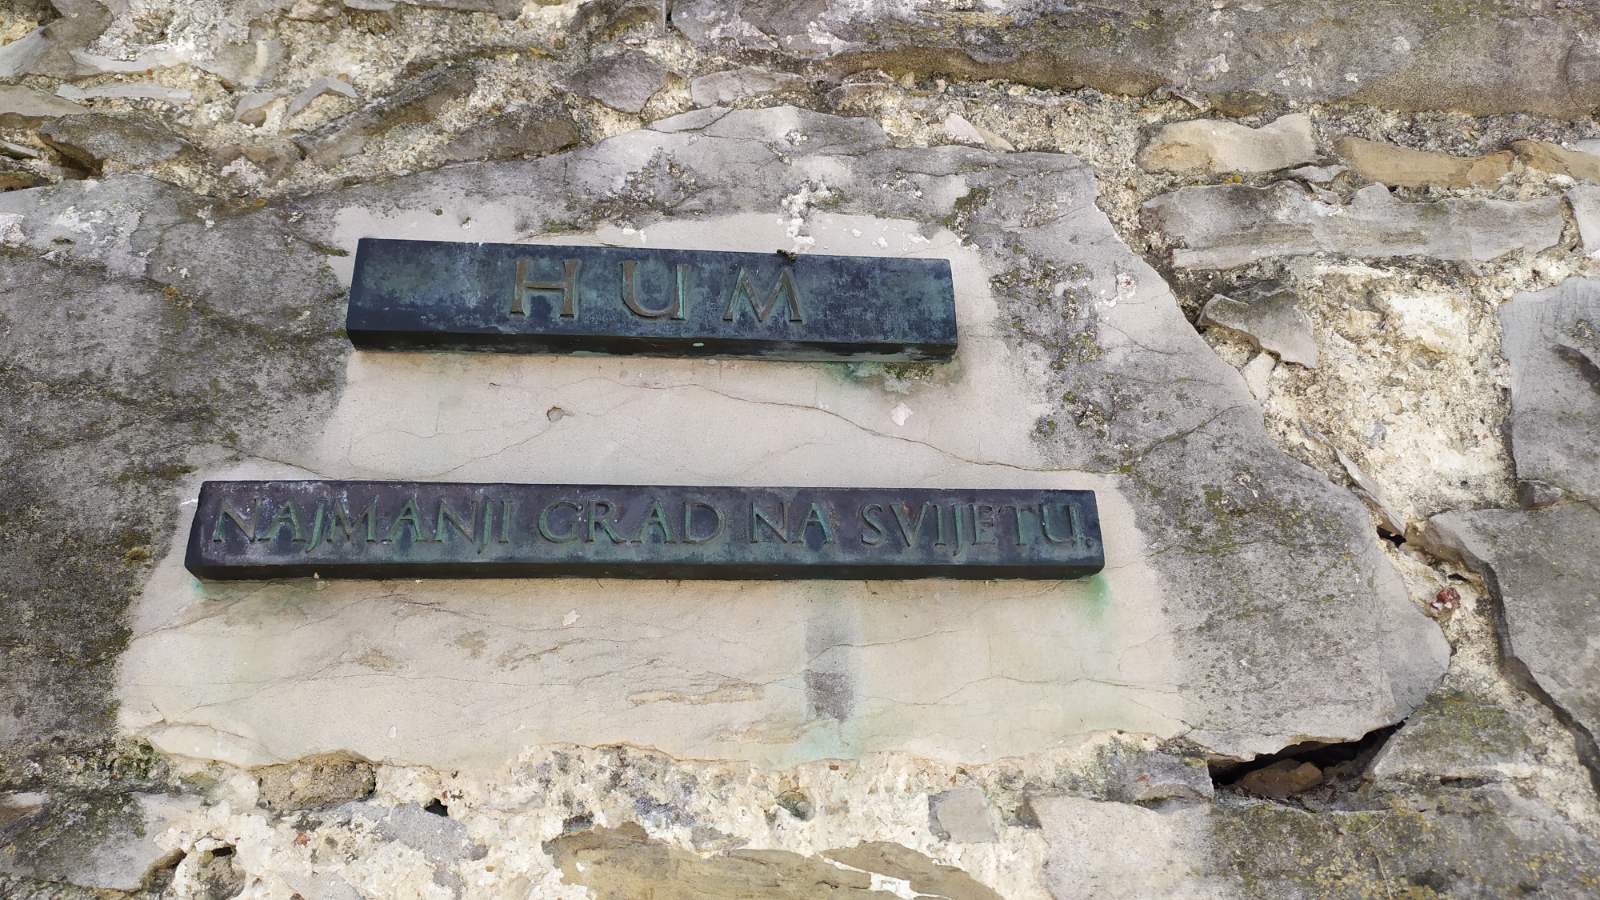 HUM
NAJMANJI GRAD NA SVIJETU.